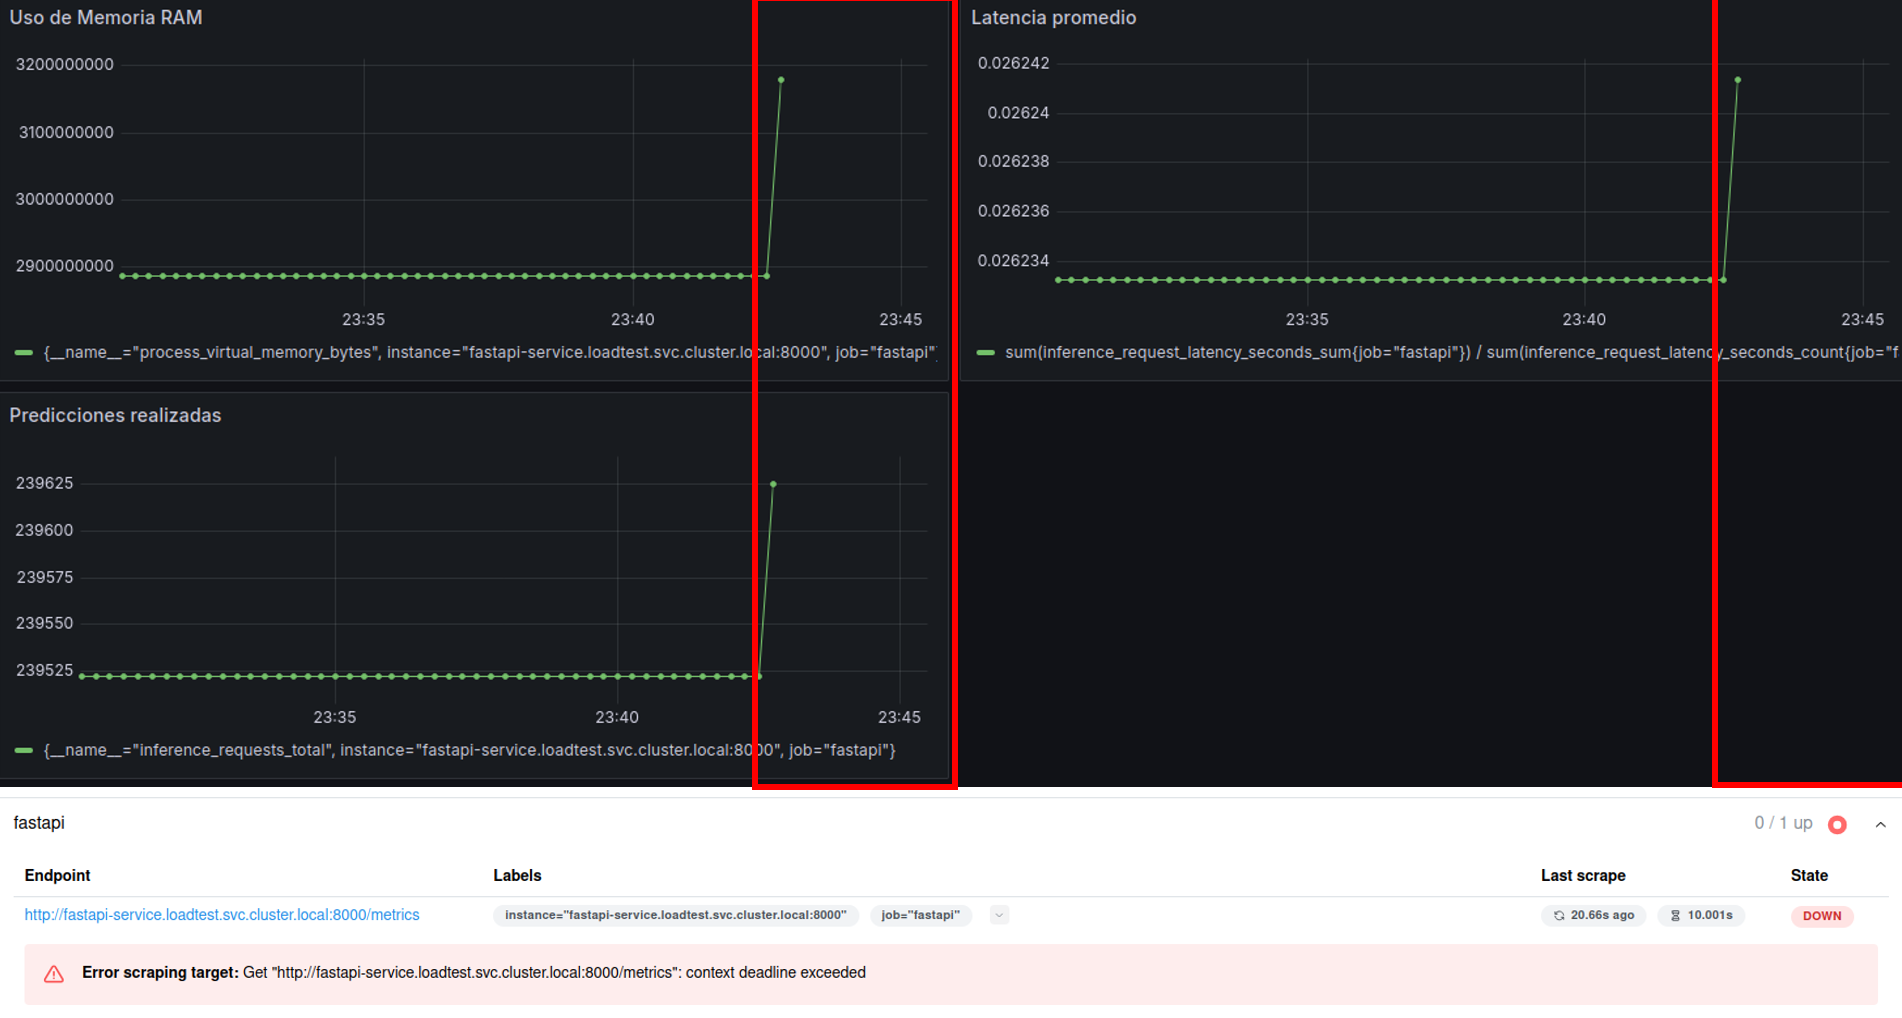 Uso de Memoria RAM
3200000000
3100000000
3000000000
2900000000
23:35 23:40 23:45
{__name__="process_virtual_memory_bytes", instance="fastapi-service.loadtest.svc.cluster.local:8000", job="fastapi"
Latencia promedio
0.026242
0.02624
0.026238
0.026236
0.026234
23:35 23:40 23:45
sum(inference_request_latency_seconds_sum{job="fastapi"}) / sum(inference_request_latency_seconds_count{job="f
Predicciones realizadas
239625
239600
239575
239550
239525
23:35 23:40 23:45
{__name__="inference_requests_total", instance="fastapi-service.loadtest.svc.cluster.local:8000", job="fastapi"}
fastapi 0 / 1 up
Endpoint Labels Last scrape State
http://fastapi-service.loadtest.svc.cluster.local:8000/metrics instance="fastapi-service.loadtest.svc.cluster.local:8000" job="fastapi" 20.66s ago 10.001s DOWN
Error scraping target: Get "http://fastapi-service.loadtest.svc.cluster.local:8000/metrics": context deadline exceeded